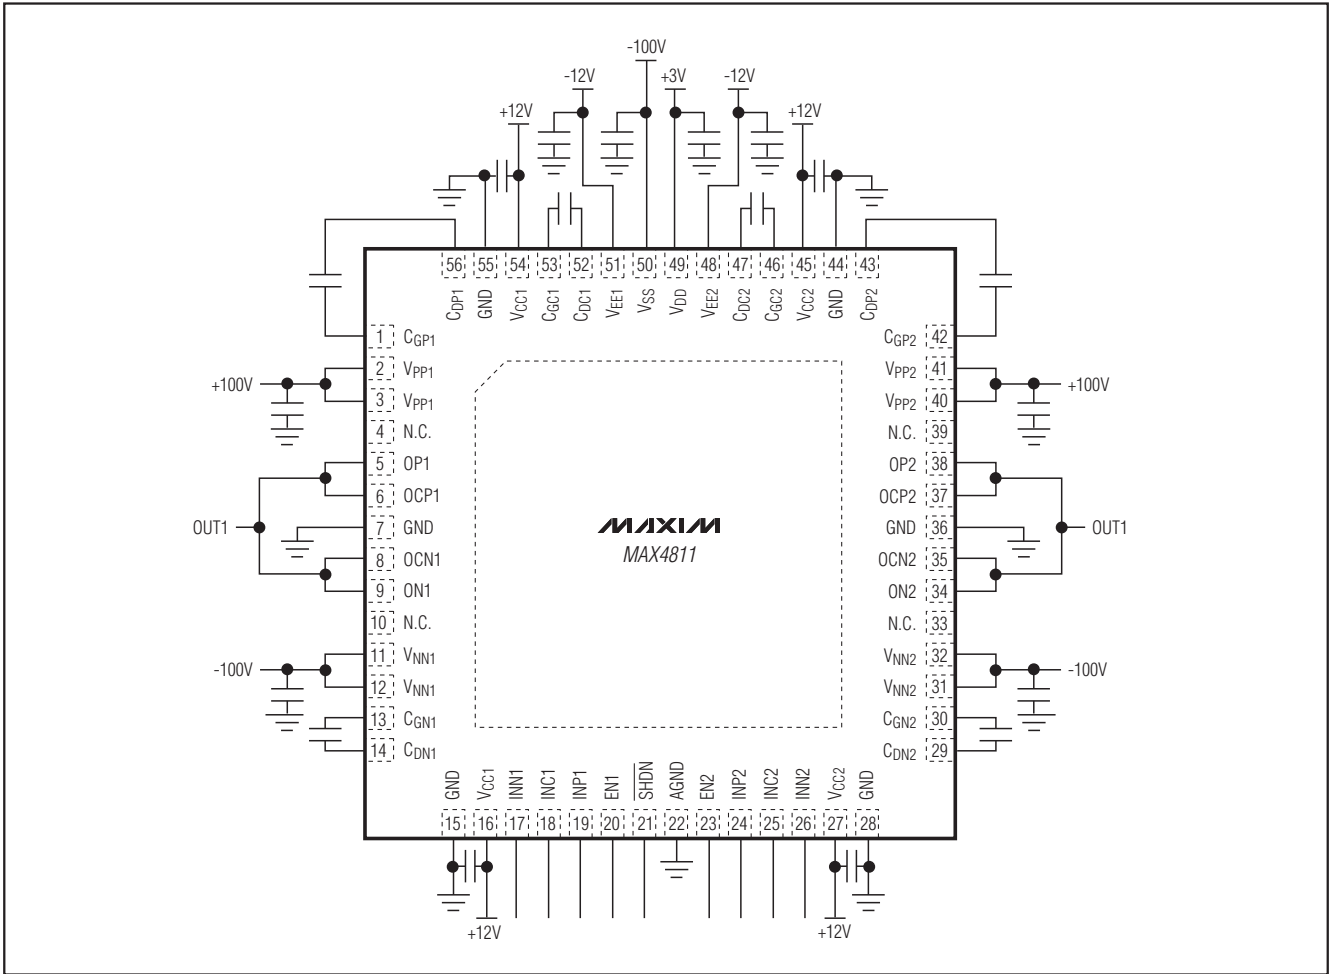 -100V
-12V +3V -12V
+12V +12V
56 55 54 53 52 51 50 49 48 47 46 45 44 43
CDP1 GND VCC1 CGC1 CDC1 VEE1 VSS VDD VEE2 CDC2 CGC2 VCC2 GND CDP2
1 CGP1 CGP2 42
2 VPP1 VPP2 41
+100V +100V
3 VPP1 VPP2 40
4 N.C. N.C. 39
5 OP1 OP2 38
6 OCP1 OCP2 37
OUT1 7 GND GND 36 OUT1
MAXIM
MAX4811
8 OCN1 OCN2 35
9 ON1 ON2 34
10 N.C. N.C. 33
11 VNN1 VNN2 32
-100V -100V
12 VNN1 VNN2 31
13 CGN1 CGN2 30
14 CDN1 CDN2 29
GND VCC1 INN1 INC1 INP1 EN1 SHDN AGND EN2 INP2 INC2 INN2 VCC2 GND
15 16 17 18 19 20 21 22 23 24 25 26 27 28
+12V +12V